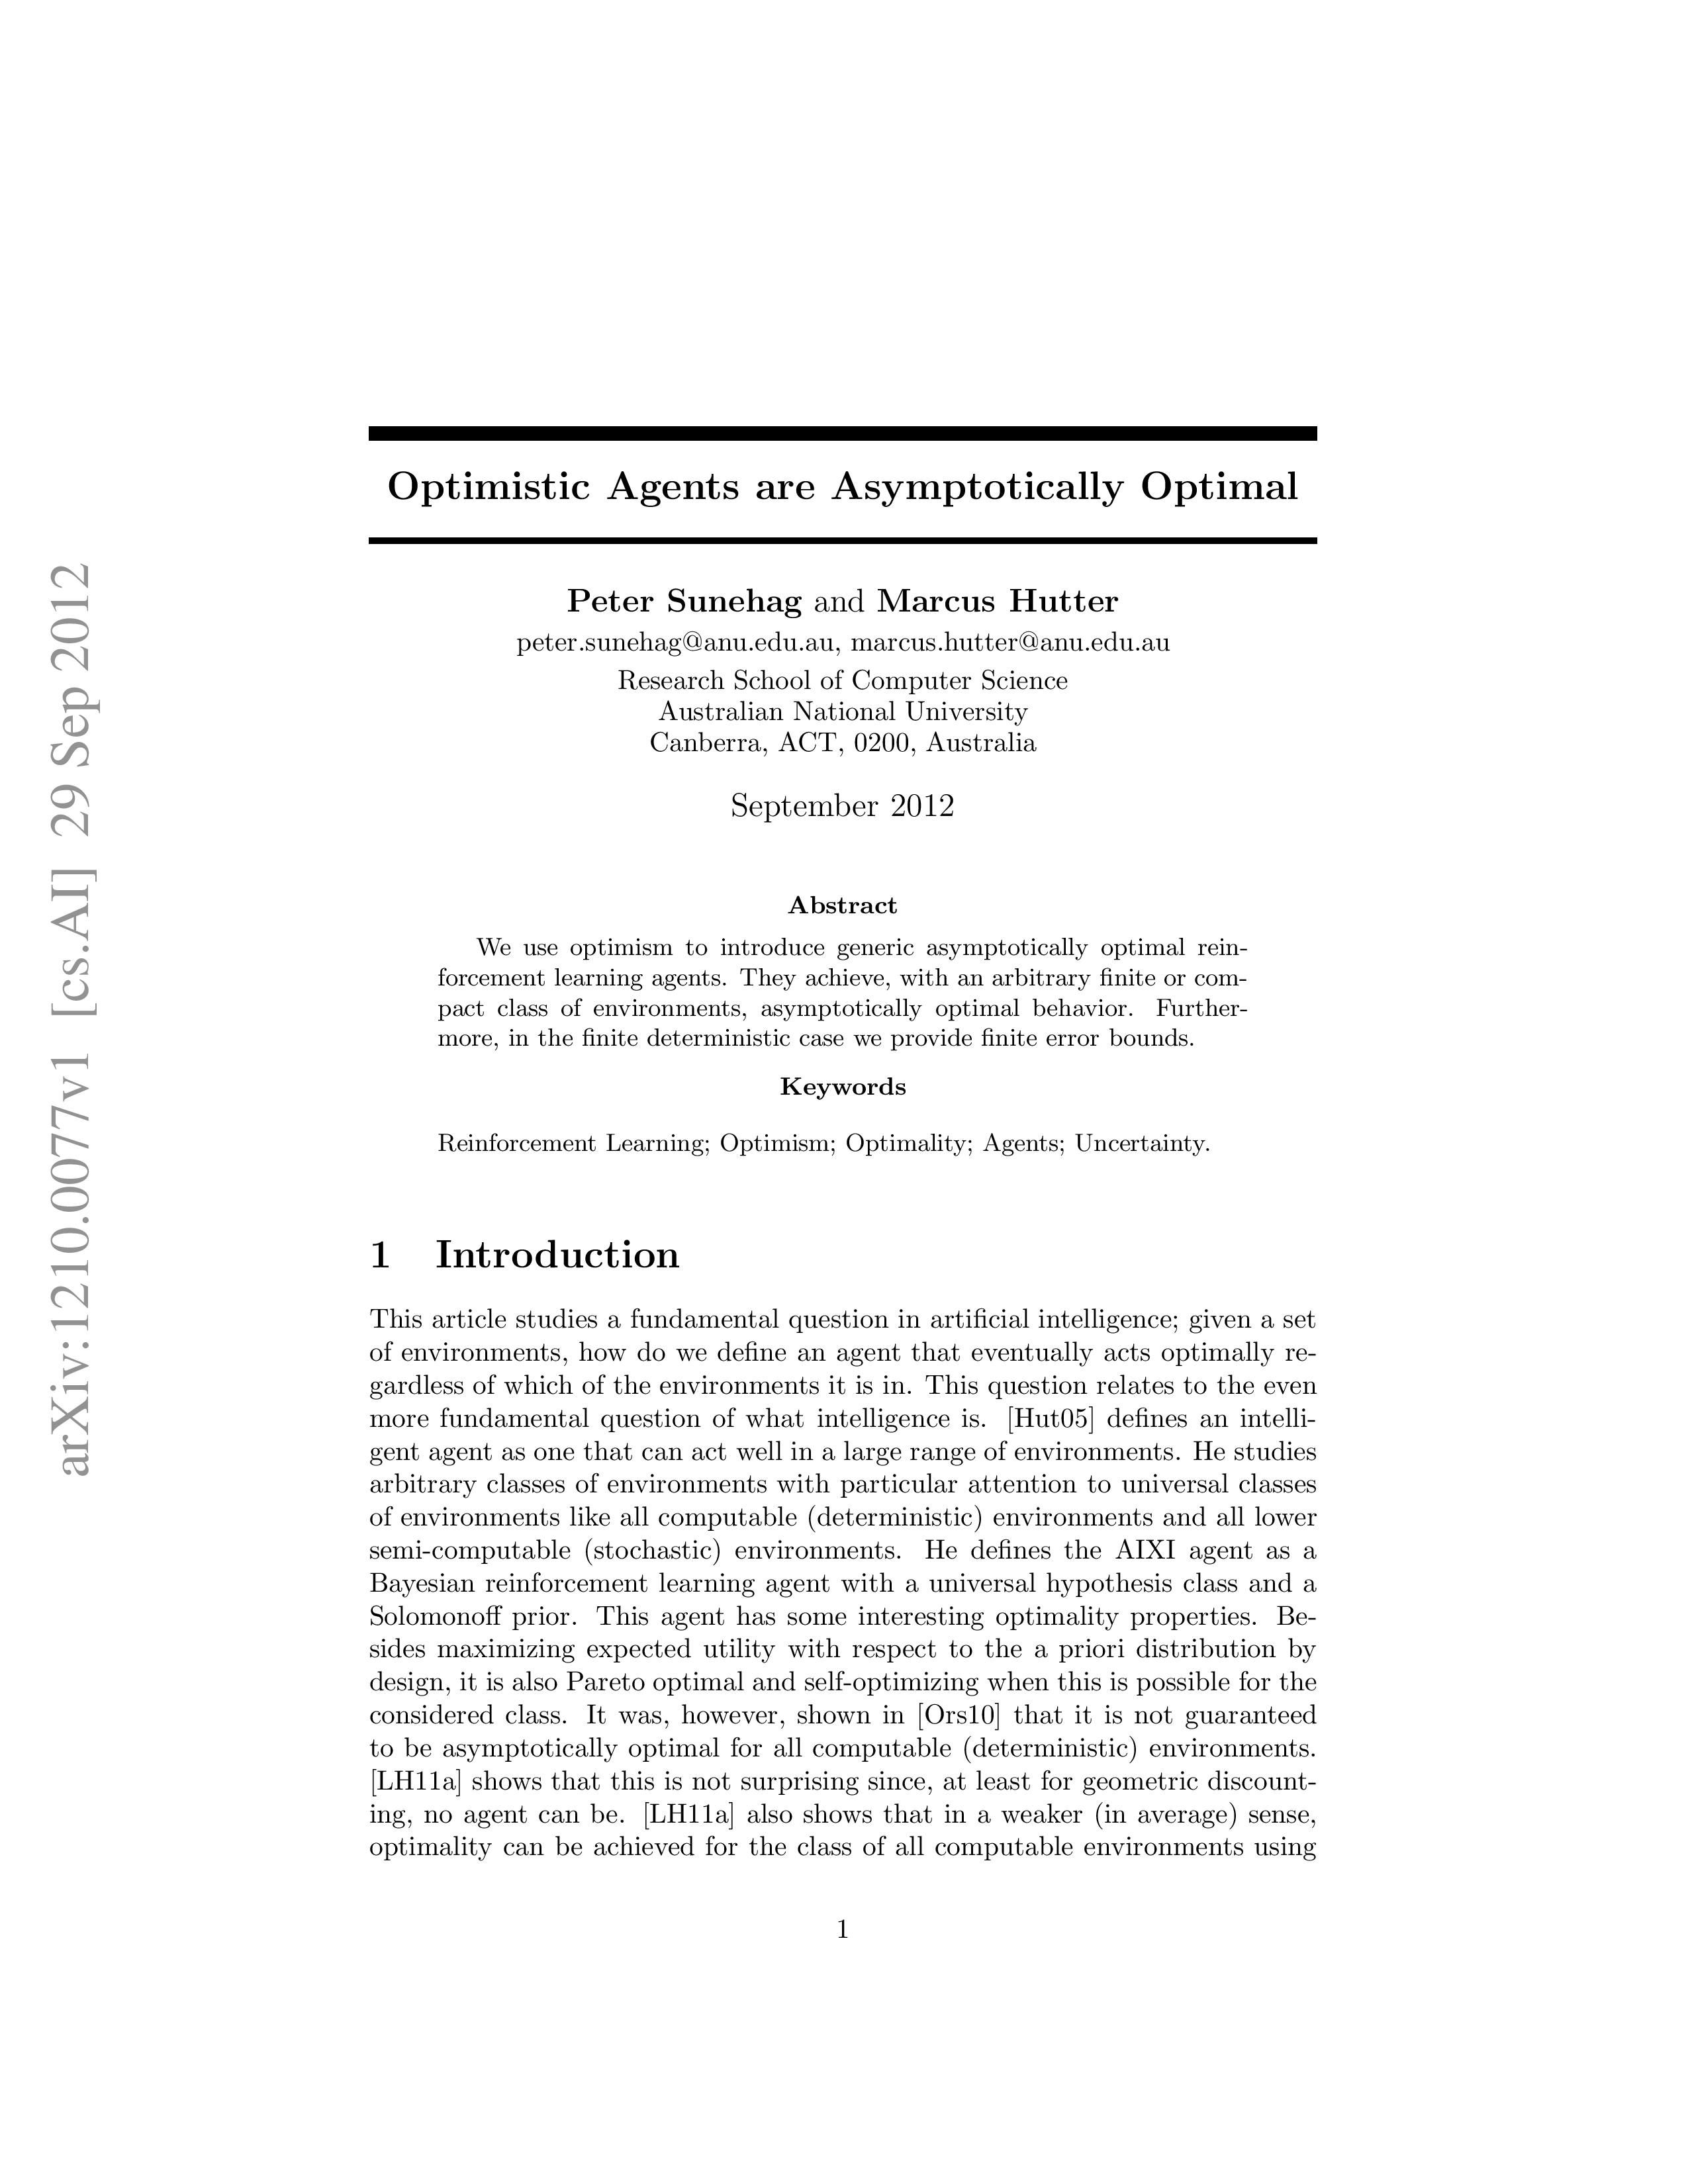 arXiv:1210.0077v1 [cs.AI] 29 Sep 2012
Optimistic Agents are Asymptotically Optimal
Peter Sunehag and Marcus Hutter
peter.sunehag@anu.edu.au, marcus.hutter@anu.edu.au
Research School of Computer Science
Australian National University
Canberra, ACT, 0200, Australia
September 2012
Abstract
We use optimism to introduce generic asymptotically optimal rein-
forcement learning agents. They achieve, with an arbitrary finite or com-
pact class of environments, asymptotically optimal behavior. Further-
more, in the finite deterministic case we provide finite error bounds.
Keywords
Reinforcement Learning; Optimism; Optimality; Agents; Uncertainty.
1 Introduction
This article studies a fundamental question in artificial intelligence; given a set
of environments, how do we define an agent that eventually acts optimally re-
gardless of which of the environments it is in. This question relates to the even
more fundamental question of what intelligence is. [Hut05] defines an intelli-
gent agent as one that can act well in a large range of environments. He studies
arbitrary classes of environments with particular attention to universal classes
of environments like all computable (deterministic) environments and all lower
semi-computable (stochastic) environments. He defines the AIXI agent as a
Bayesian reinforcement learning agent with a universal hypothesis class and a
Solomonoff prior. This agent has some interesting optimality properties. Be-
sides maximizing expected utility with respect to the a priori distribution by
design, it is also Pareto optimal and self-optimizing when this is possible for the
considered class. It was, however, shown in [Ors10] that it is not guaranteed
to be asymptotically optimal for all computable (deterministic) environments.
[LH11a] shows that this is not surprising since, at least for geometric discount-
ing, no agent can be. [LH11a] also shows that in a weaker (in average) sense,
optimality can be achieved for the class of all computable environments using
1